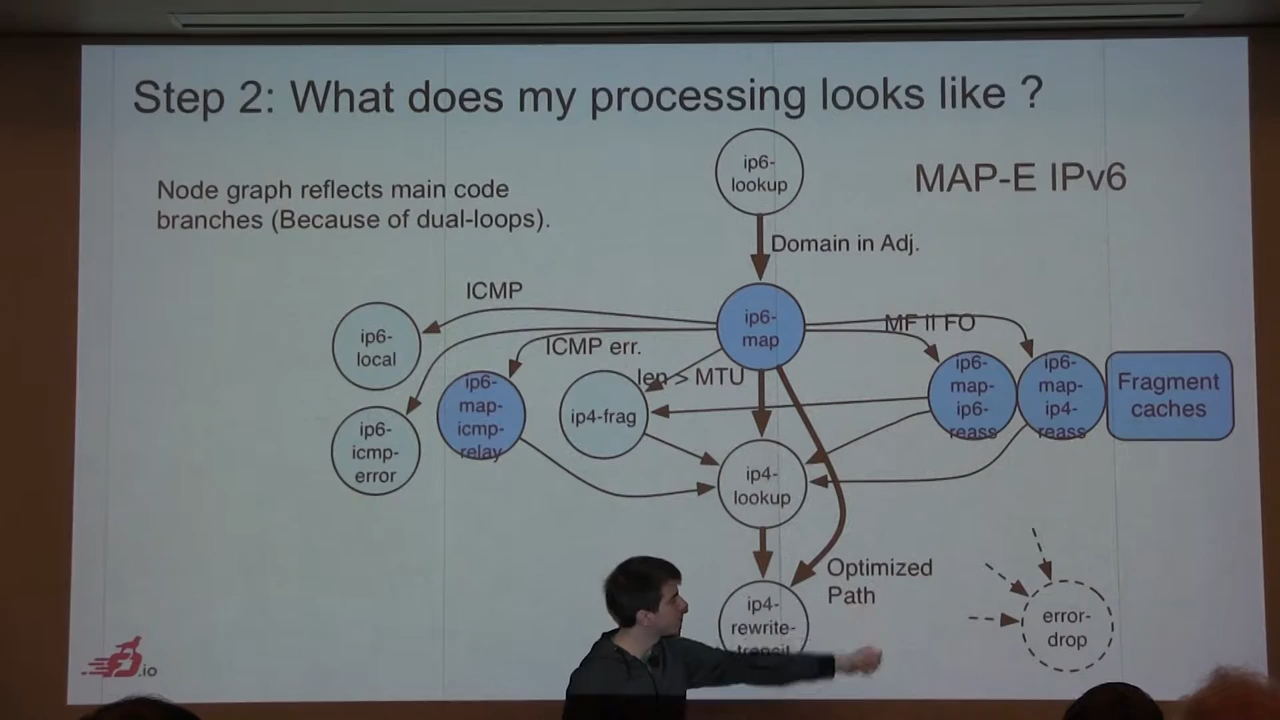 Step 2: What does my processing looks like ?
Node graph reflects main code
branches (Because of dual-loops).
MAP-E IPv6
ip6-
lookup
Domain in Adj.
ICMP
ip6-
map
MF II FO
ip6-
local
ICMP err.
len > MTU
ip6-
map-
icmp-
relay
ip4-frag
ip6-
map-
ip6-
reass
ip6-
map-
ip4-
reass
Fragment
caches
ip6-
icmp-
error
ip4-
lookup
Optimized
Path
ip4-
rewrite-
transit
error-
drop
.io